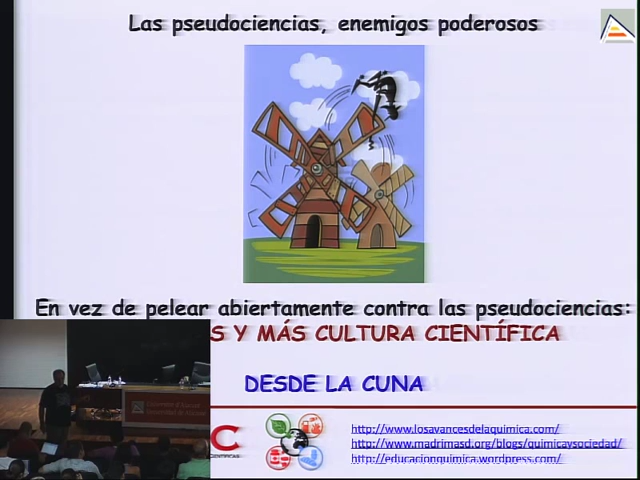 Las pseudociencias, enemigos poderosos
En vez de pelear abiertamente contra las pseudociencias:
S Y MÁS CULTURA CIENTÍFICA
DESDE LA CUNA
C
http://www.losavancesdelaquimica.com/
http://www.madrimasd.org/blogs/quimicaysociedad/
http://educacionquimica.wordpress.com/